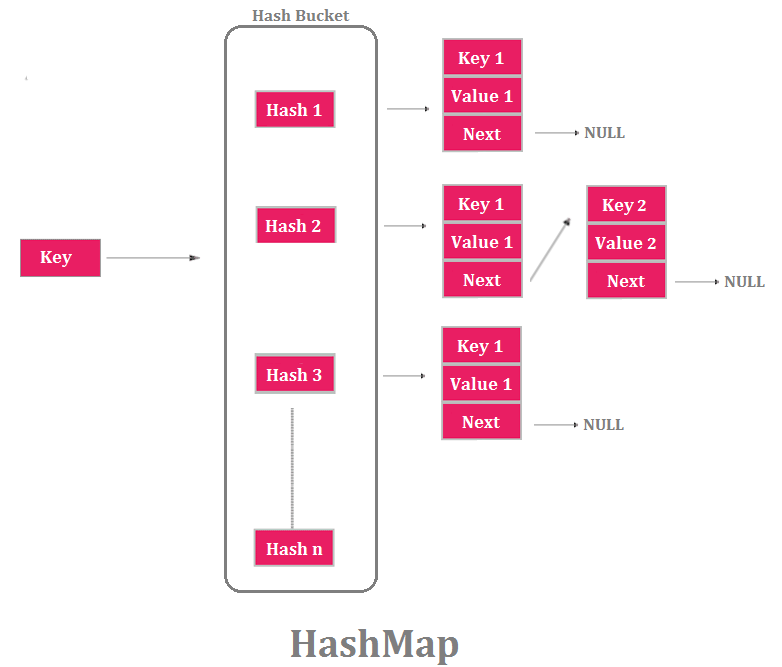 Hash Bucket
Key 1
Value 1
Next
NULL
Hash 1
Key 1
Value 1
Next
Key 2
Value 2
Next
NULL
Hash 2
Key
Key 1
Value 1
Next
NULL
Hash 3
Hash n
HashMap